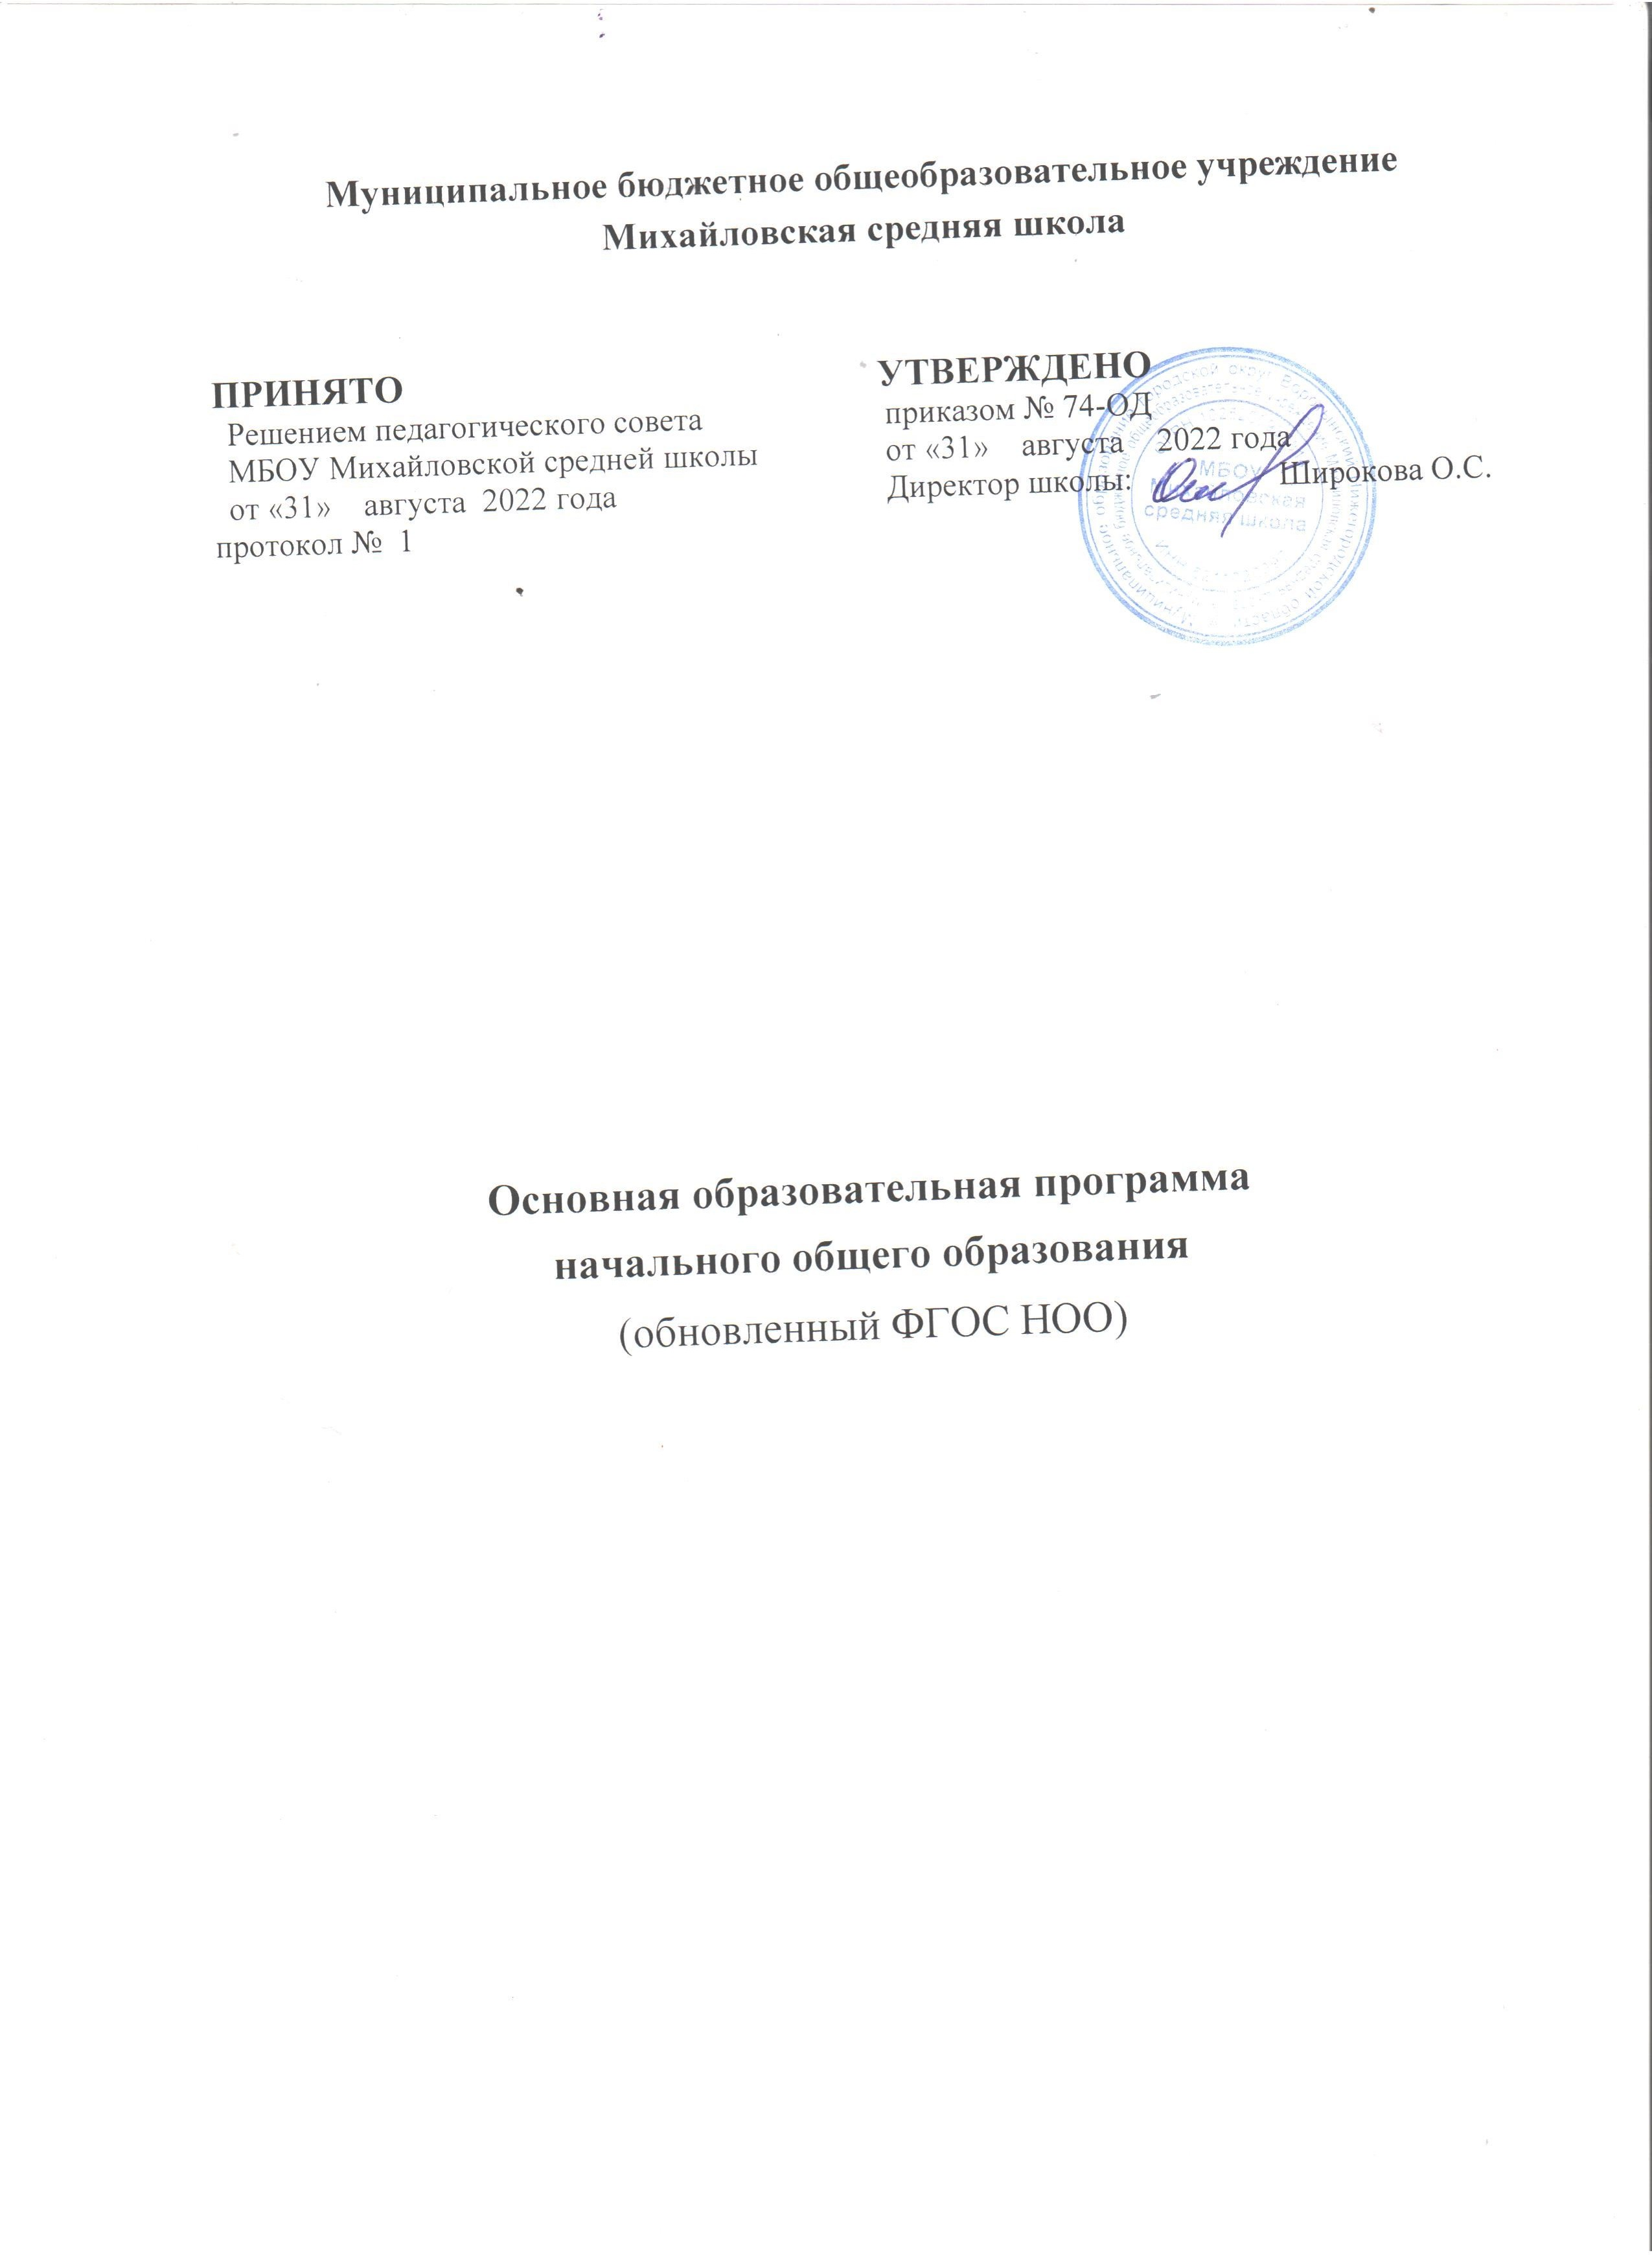 Муниципальное бюджетное общеобразовательное учреждение
Михайловская средняя школа
ПРИНЯТО
Решением педагогического совета
МБОУ Михайловской средней школы
от «31» августа 2022 года
протокол № 1
УТВЕРЖДЕНО
приказом № 74-ОД
от «31» августа 2022 года
Директор школы: Широкова О.С.
МБОУ
Михайловская
средняя школа
Основная образовательная программа
начального общего образования
(обновленный ФГОС НОО)